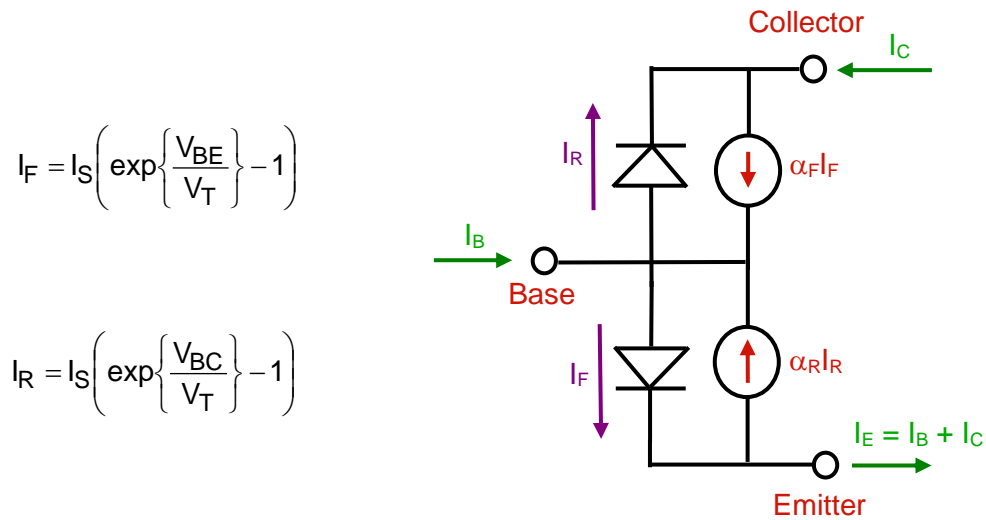 Collector
I_C
I_F = I_S( exp{ V_BE / V_T } − 1 )
I_R
α_F I_F
I_B
Base
I_R = I_S( exp{ V_BC / V_T } − 1 )
I_F
α_R I_R
I_E = I_B + I_C
Emitter